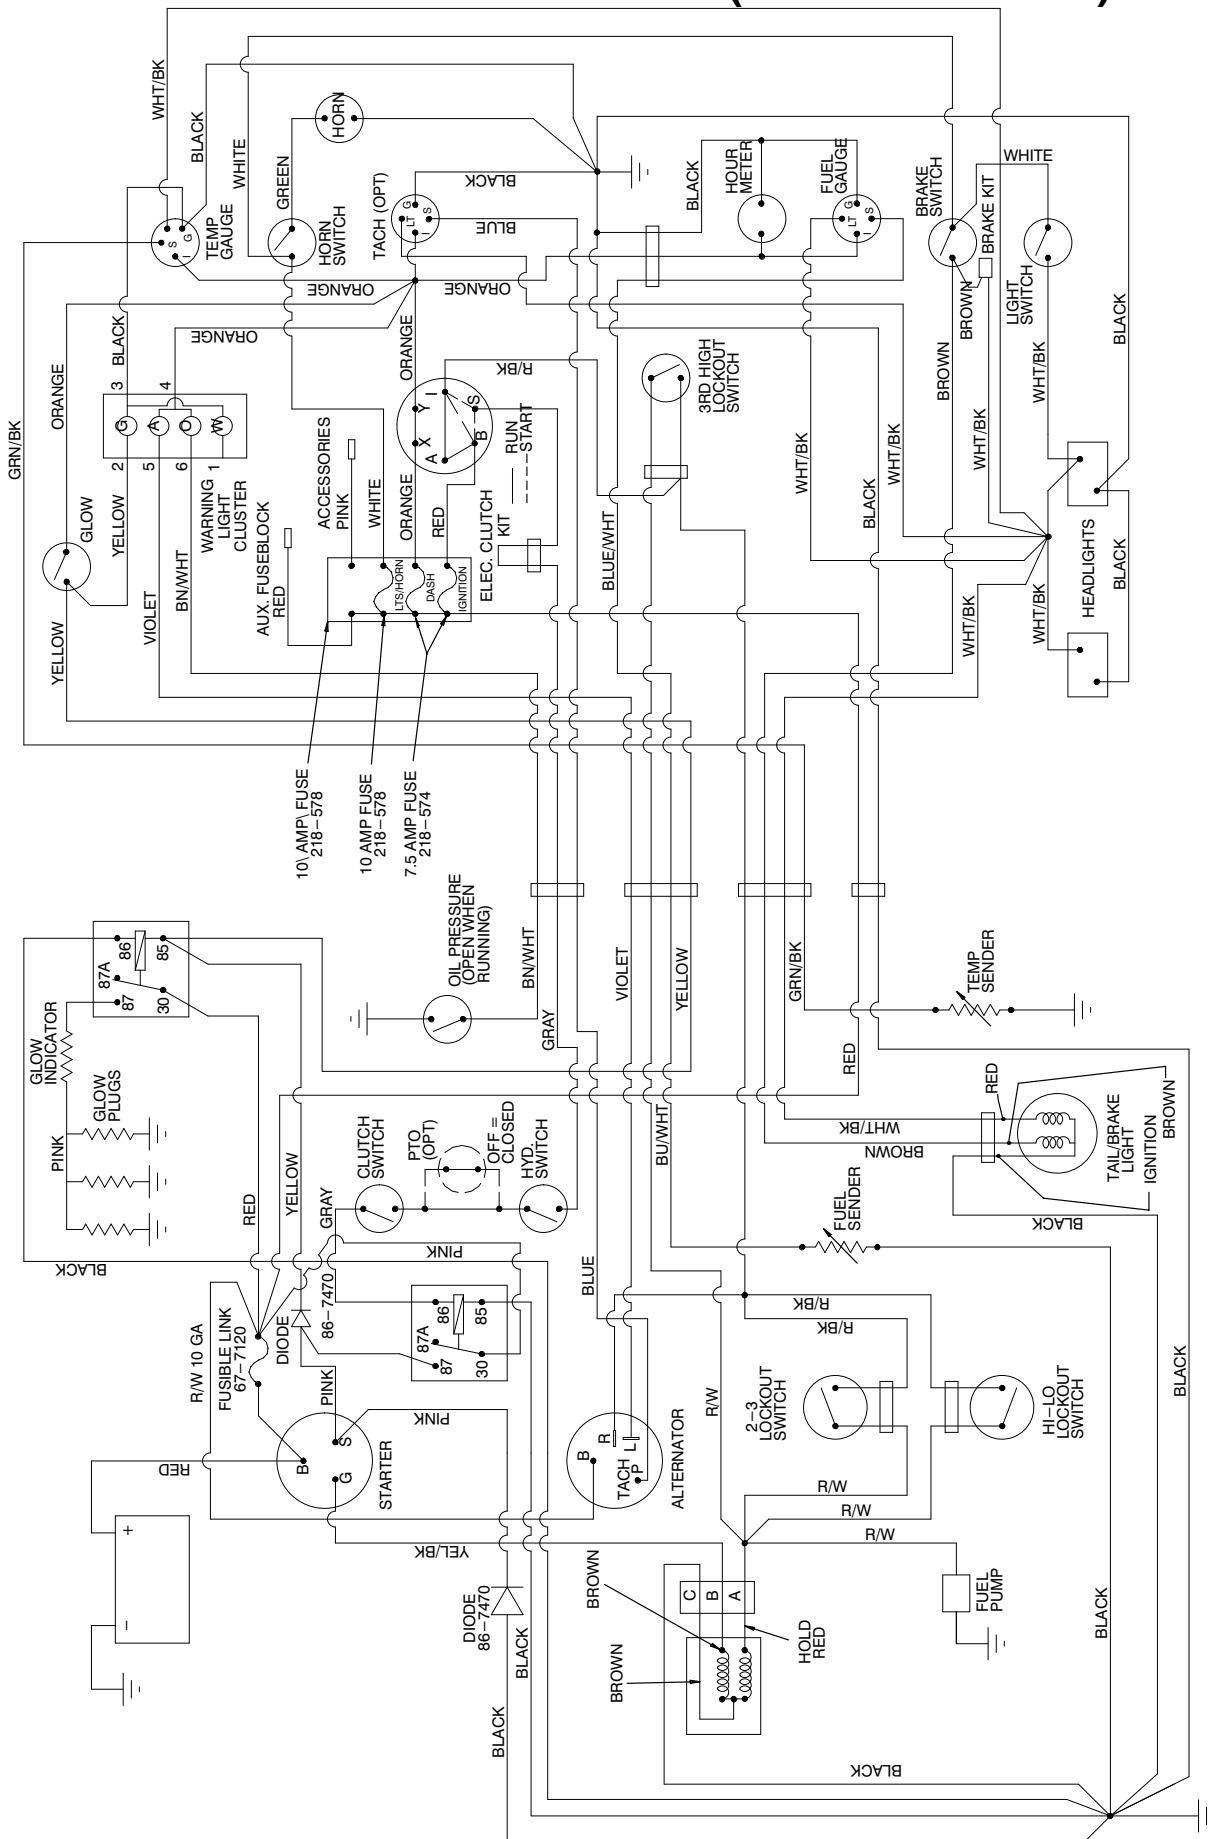 WHT/BK
BLACK
WHITE
GREEN
HORN
S
G
I
TEMP
GAUGE
HORN
SWITCH
TACH (OPT)
G
LT
S
I
BLACK
BLUE
BLACK
HOUR
METER
FUEL
GAUGE
G
LT
S
I
BRAKE
SWITCH
WHITE
BRAKE KIT
BROWN
LIGHT
SWITCH
BLACK
GRN/BK
ORANGE
BLACK
ORANGE
ORANGE
ORANGE
ORANGE
R/BK
3RD HIGH
LOCKOUT
SWITCH
BROWN
WHT/BK
WHT/BK
WHT/BK
WHT/BK
BLACK
3
4
G
A
O
W
2
5
6
1
WARNING
LIGHT
CLUSTER
GLOW
YELLOW
VIOLET
BN/WHT
YELLOW
AUX. FUSEBLOCK
RED
ACCESSORIES
PINK
WHITE
ORANGE
RED
A
X
Y
I
B
S
RUN
START
ELEC. CLUTCH
KIT
LTS/HORN
DASH
IGNITION
BLUE/WHT
WHT/BK
WHT/BK
HEADLIGHTS
BLACK
10\ AMP\ FUSE
218–578
10 AMP FUSE
218–578
7.5 AMP FUSE
218–574
OIL PRESSURE
(OPEN WHEN
RUNNING)
BN/WHT
GRAY
VIOLET
YELLOW
GRN/BK
RED
TEMP
SENDER
86
85
87A
87
30
GLOW
INDICATOR
GLOW
PLUGS
PINK
RED
YELLOW
BLACK
GRAY
CLUTCH
SWITCH
PTO
(OPT)
OFF =
CLOSED
HYD.
SWITCH
PINK
BLUE
BU/WHT
FUEL
SENDER
WHT/BK
BROWN
RED
TAIL/BRAKE
LIGHT
IGNITION
BROWN
BLACK
R/W 10 GA
FUSIBLE LINK
67–7120
DIODE
86–7470
PINK
86
85
87A
87
30
R/BK
R/BK
RED
B
S
G
STARTER
PINK
B
R
L
TACH
P
ALTERNATOR
R/W
2-3
LOCKOUT
SWITCH
HI-LO
LOCKOUT
SWITCH
BLACK
+
–
YEL/BK
DIODE
86–7470
BLACK
BLACK
R/W
R/W
R/W
BROWN
BROWN
C
B
A
HOLD
RED
FUEL
PUMP
BLACK
BLACK